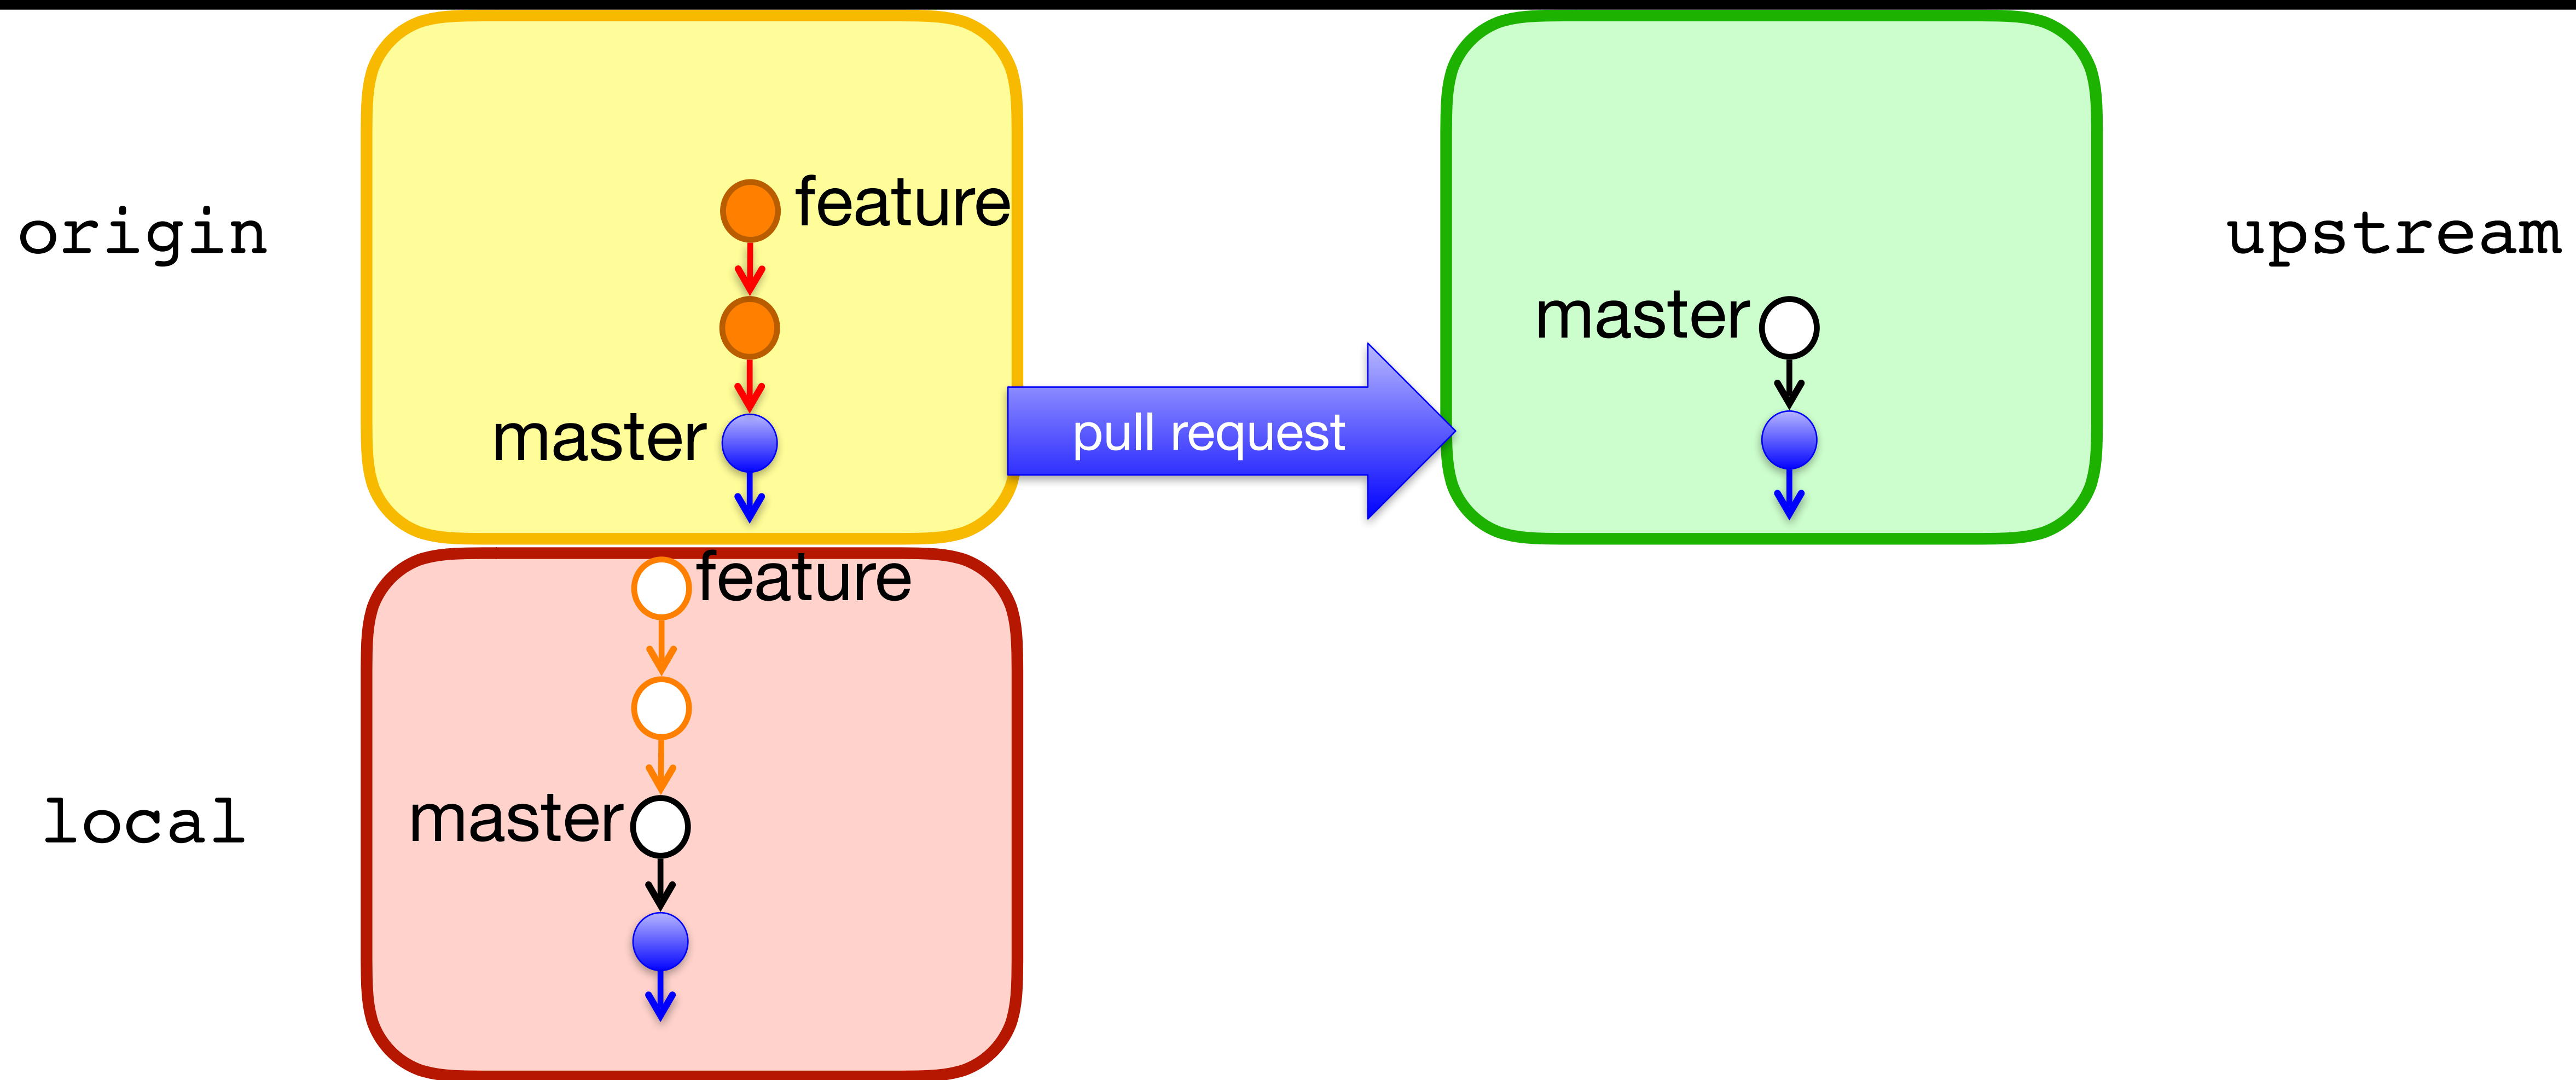 origin
feature
master
pull request
master
upstream
feature
local
master